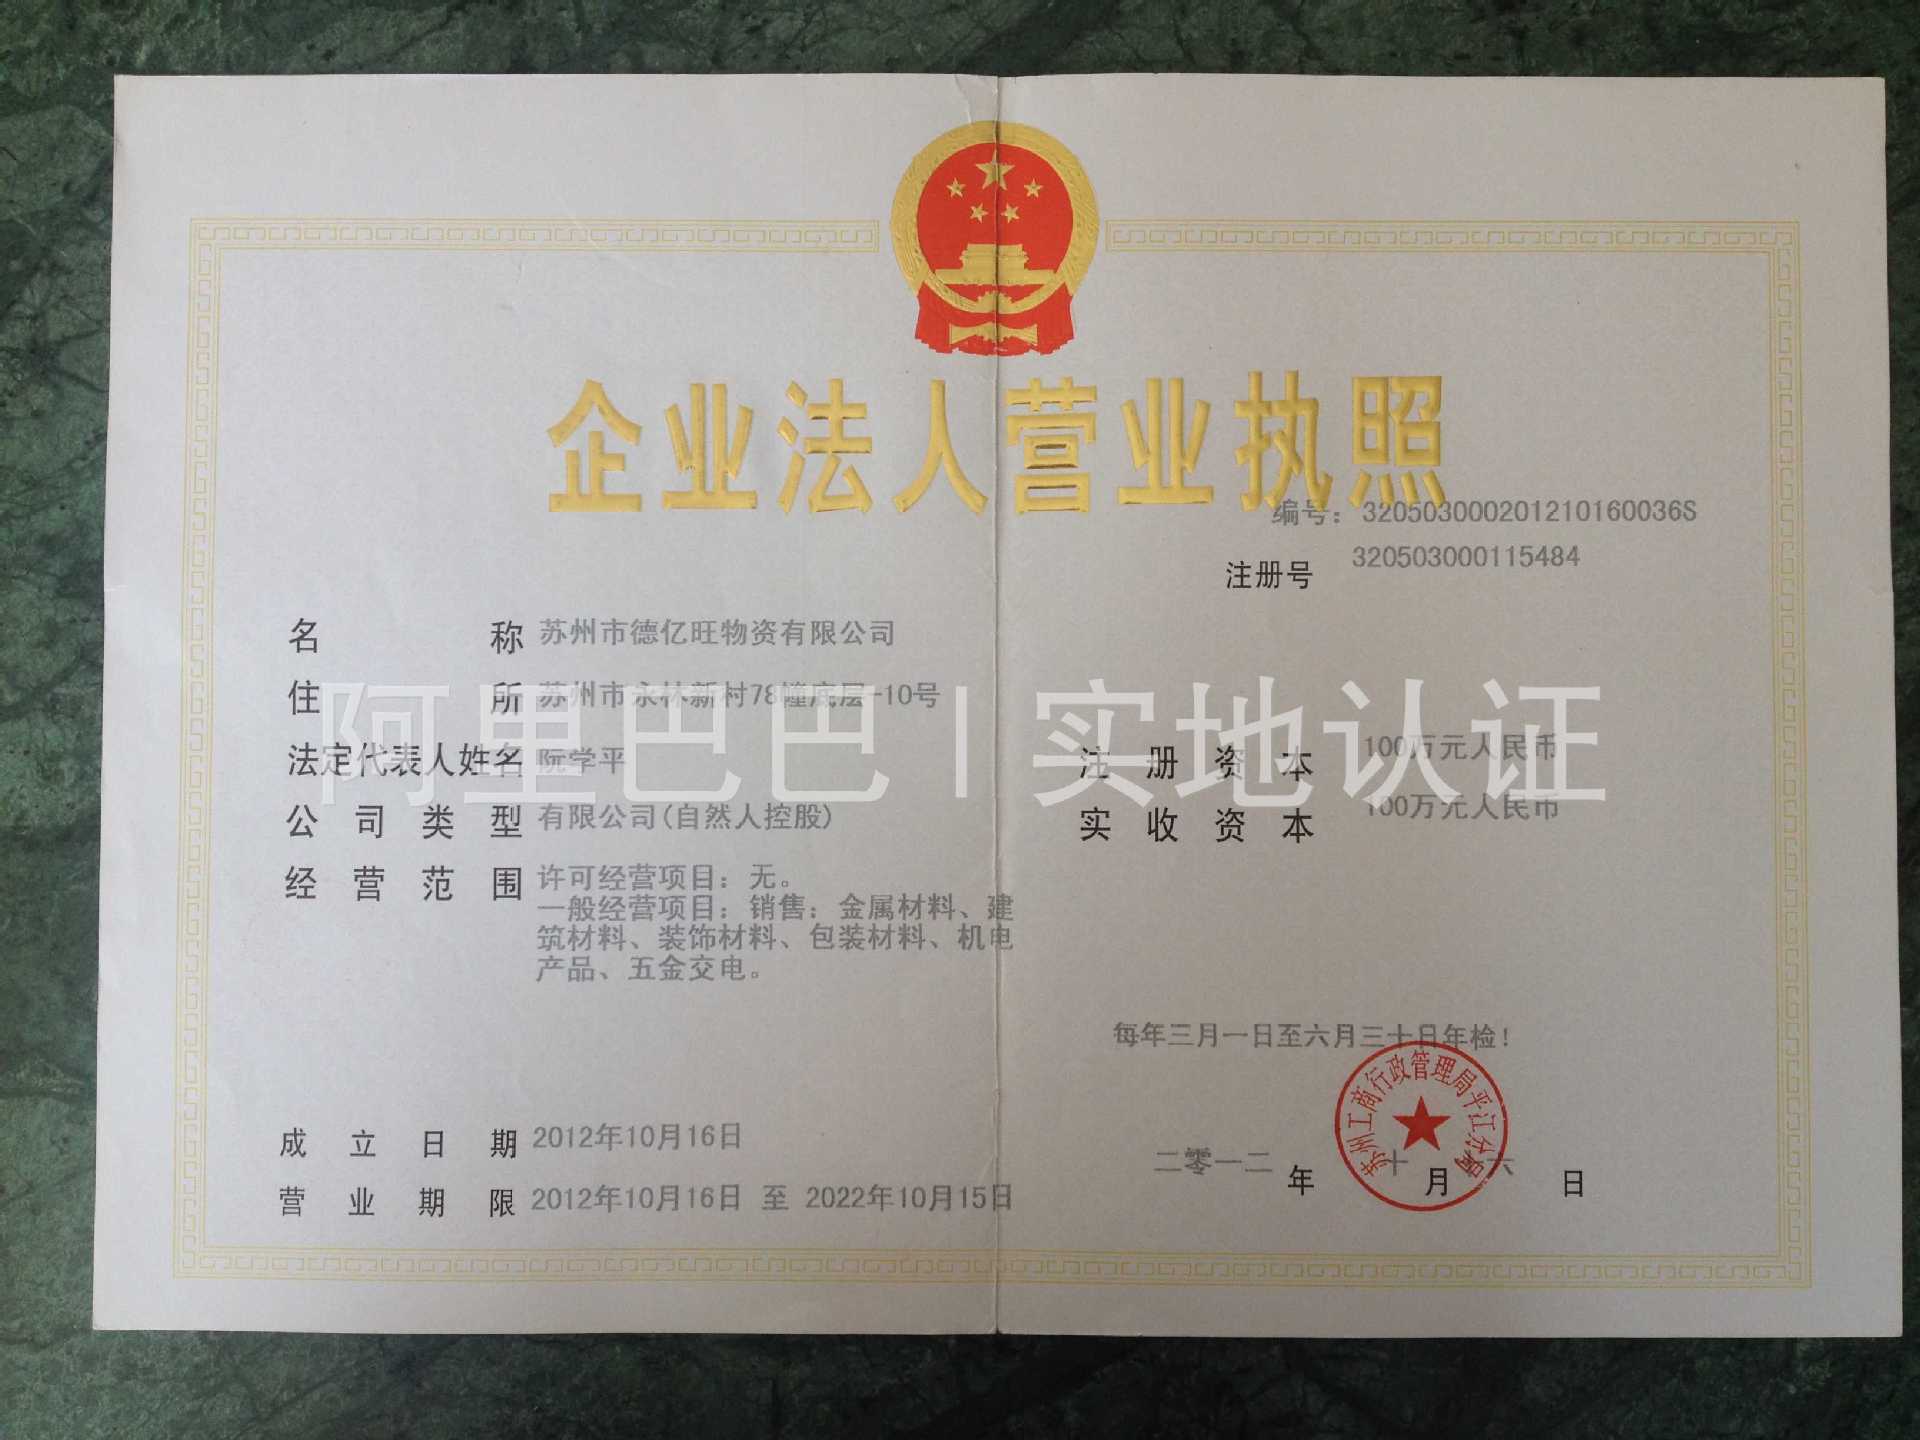 企业法人营业执照
编号：320503000201210160036S
注册号 320503000115484
名称 苏州市德亿旺物资有限公司
住所 苏州市永林新村78幢底层-10号
法定代表人姓名 阮学平
注册资本 100万元人民币
公司类型 有限公司(自然人控股)
实收资本 100万元人民币
经营范围 许可经营项目：无。
一般经营项目：销售：金属材料、建
筑材料、装饰材料、包装材料、机电
产品、五金交电。
阿里巴巴|实地认证
每年三月一日至六月三十日年检！
苏州工商行政管理局平江分局
成立日期 2012年10月16日
二零一二年十月十六日
营业期限 2012年10月16日 至 2022年10月15日